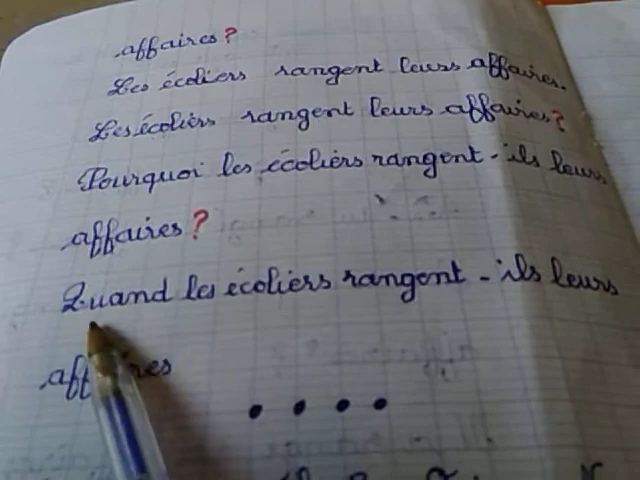 affaires?
Les écoliers rangent leurs affaires.
Les écoliers rangent leurs affaires?
Pourquoi les écoliers rangent-ils leurs
affaires?
Quand les écoliers rangent-ils leurs
affaires
....